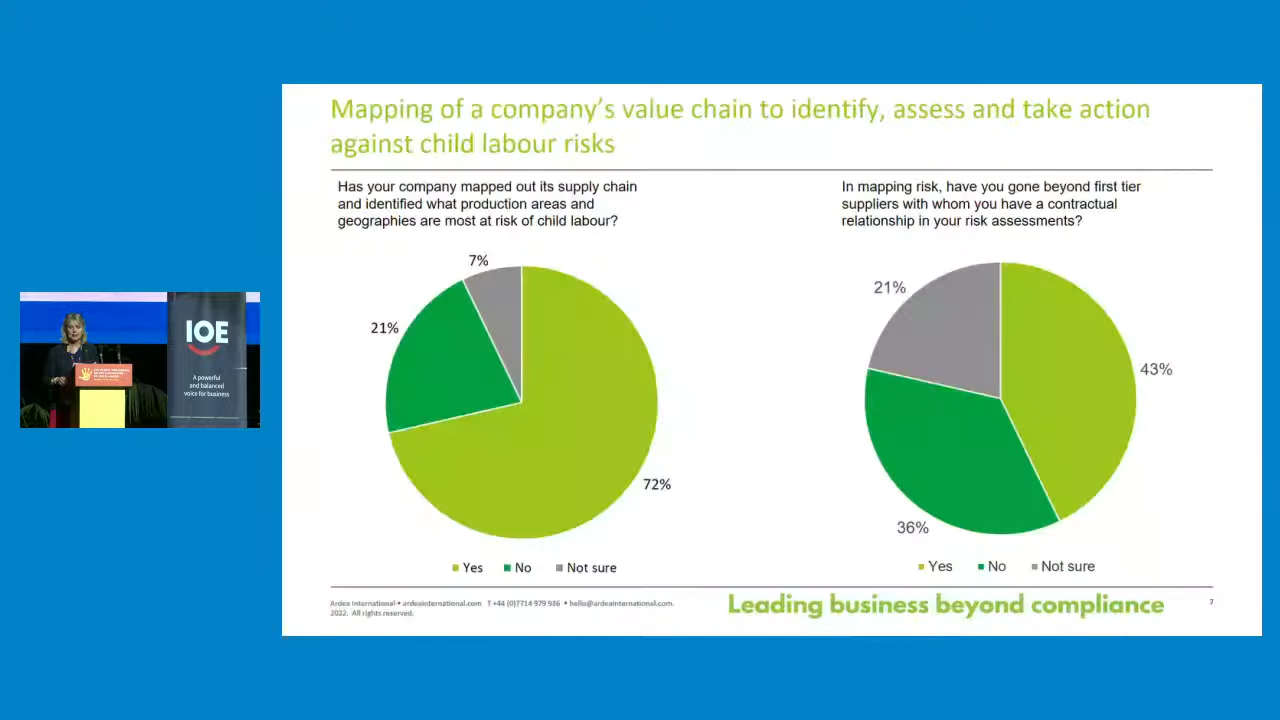 Mapping of a company's value chain to identify, assess and take action
against child labour risks
Has your company mapped out its supply chain
and identified what production areas and
geographies are most at risk of child labour?
In mapping risk, have you gone beyond first tier
suppliers with whom you have a contractual
relationship in your risk assessments?
7%
21%
72%
Yes No Not sure
21%
43%
36%
Yes No Not sure
IOE
A powerful
and balanced
voice for business
Ardea International • ardeainternational.com T +44 (0)7714 979 936 • hello@ardeainternational.com.
2022. All rights reserved.
Leading business beyond compliance
7